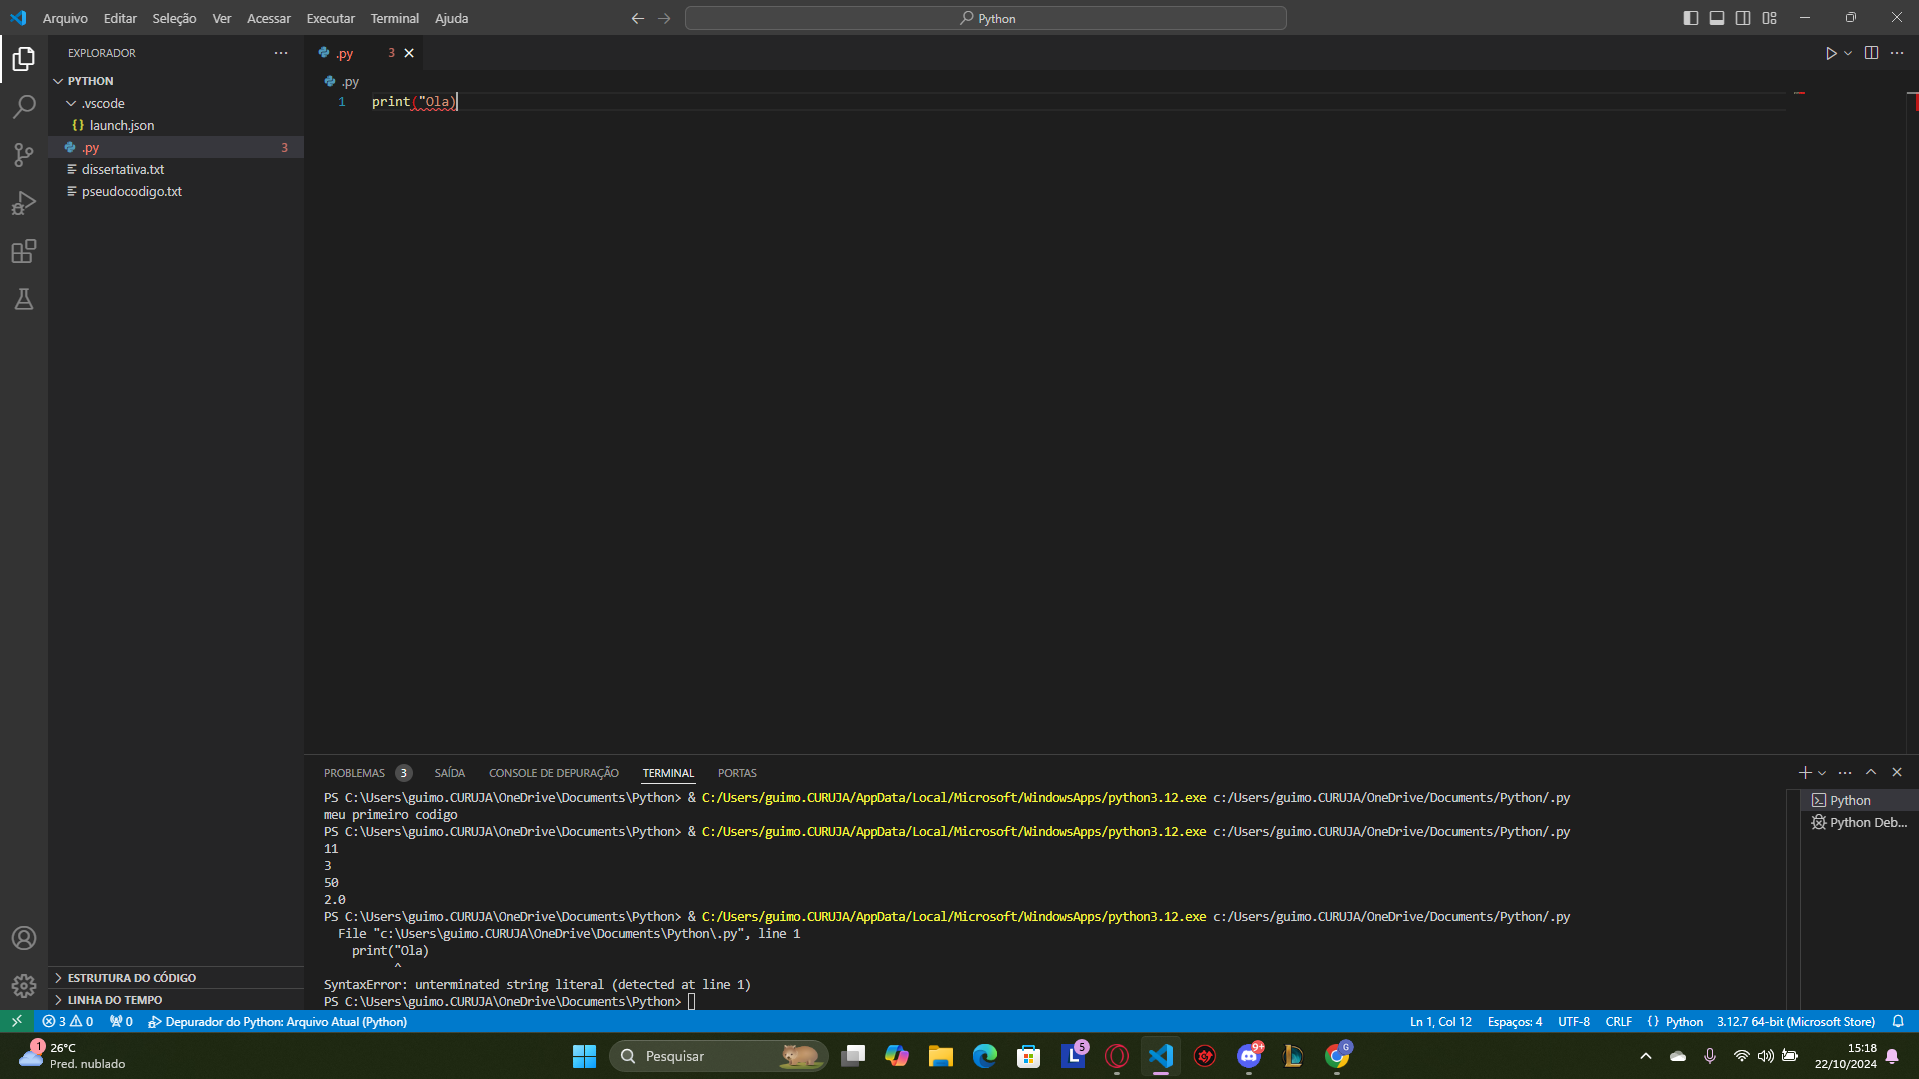 Arquivo Editar Seleção Ver Acessar Executar Terminal Ajuda
Python
EXPLORADOR
PYTHON
.vscode
launch.json
.py 3
dissertativa.txt
pseudocodigo.txt
ESTRUTURA DO CÓDIGO
LINHA DO TEMPO
.py 3
.py
1 print("Ola)
PROBLEMAS 3 SAÍDA CONSOLE DE DEPURAÇÃO TERMINAL PORTAS
PS C:\Users\guimo.CURUJA\OneDrive\Documents\Python> & C:/Users/guimo.CURUJA/AppData/Local/Microsoft/WindowsApps/python3.12.exe c:/Users/guimo.CURUJA/OneDrive/Documents/Python/.py
meu primeiro codigo
PS C:\Users\guimo.CURUJA\OneDrive\Documents\Python> & C:/Users/guimo.CURUJA/AppData/Local/Microsoft/WindowsApps/python3.12.exe c:/Users/guimo.CURUJA/OneDrive/Documents/Python/.py
11
3
50
2.0
PS C:\Users\guimo.CURUJA\OneDrive\Documents\Python> & C:/Users/guimo.CURUJA/AppData/Local/Microsoft/WindowsApps/python3.12.exe c:/Users/guimo.CURUJA/OneDrive/Documents/Python/.py
File "c:\Users\guimo.CURUJA\OneDrive\Documents\Python\.py", line 1
print("Ola)
^
SyntaxError: unterminated string literal (detected at line 1)
PS C:\Users\guimo.CURUJA\OneDrive\Documents\Python>
Python
Python Deb...
3 0 0 Depurador do Python: Arquivo Atual (Python)
Ln 1, Col 12 Espaços: 4 UTF-8 CRLF {} Python 3.12.7 64-bit (Microsoft Store)
1
26°C
Pred. nublado
Pesquisar
L 5
9+
G
15:18
22/10/2024